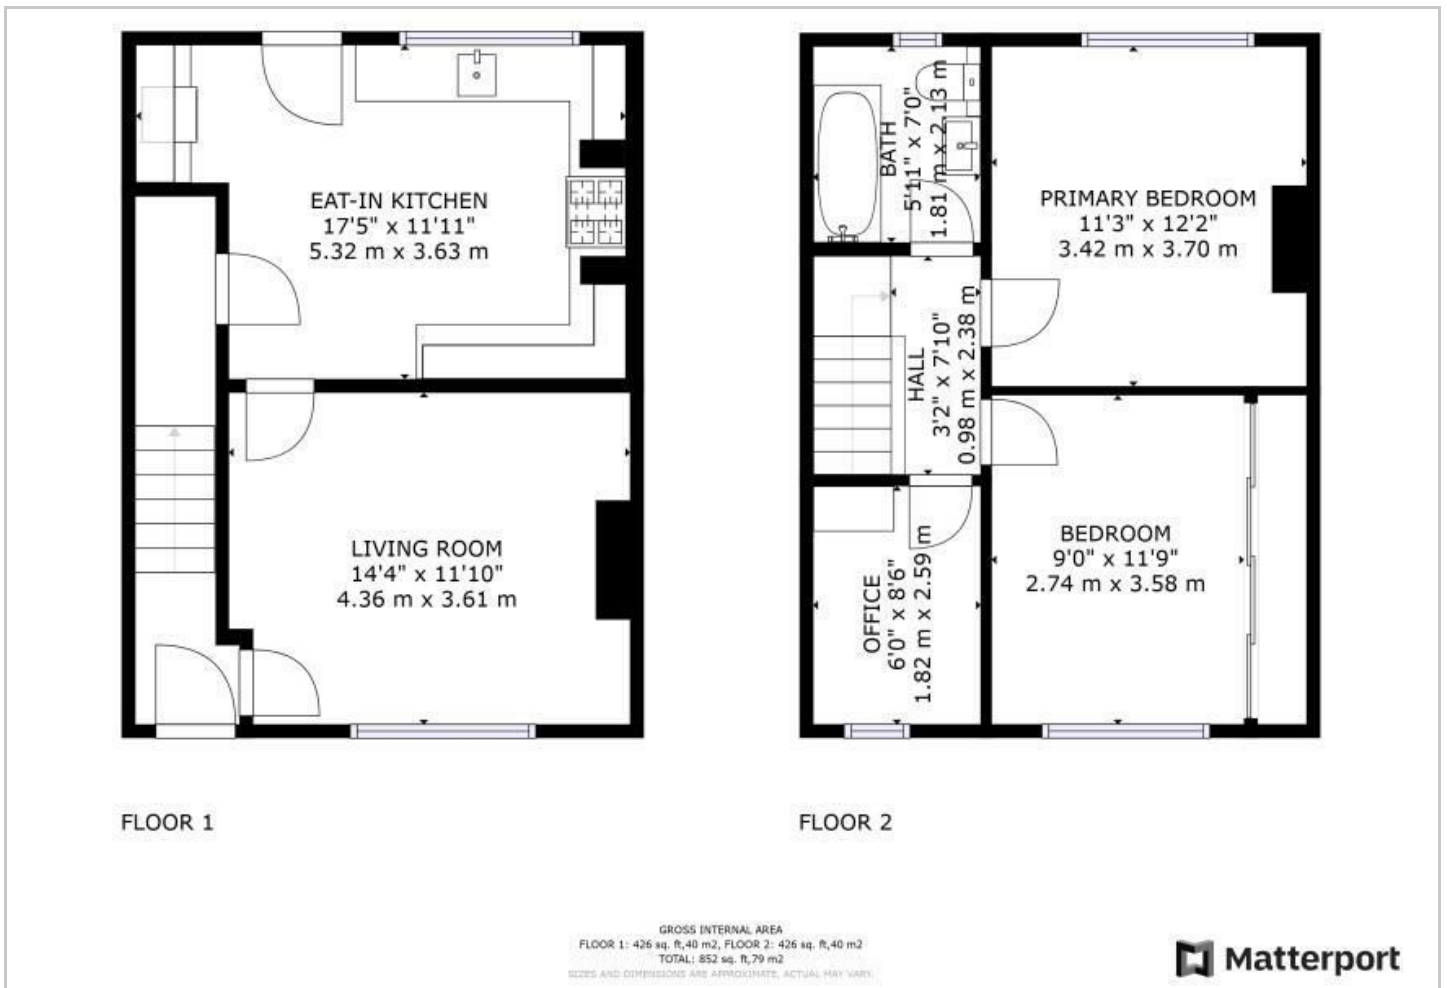 EAT-IN KITCHEN
17'5" x 11'11"
5.32 m x 3.63 m
LIVING ROOM
14'4" x 11'10"
4.36 m x 3.61 m
FLOOR 1
BATH
5'11" x 7'0"
1.81 m x 2.13 m
PRIMARY BEDROOM
11'3" x 12'2"
3.42 m x 3.70 m
HALL
3'2" x 7'10"
0.98 m x 2.38 m
BEDROOM
9'0" x 11'9"
2.74 m x 3.58 m
OFFICE
6'0" x 8'6"
1.82 m x 2.59 m
FLOOR 2
GROSS INTERNAL AREA
FLOOR 1: 426 sq. ft,40 m2, FLOOR 2: 426 sq. ft,40 m2
TOTAL: 852 sq. ft,79 m2
SIZES AND DIMENSIONS ARE APPROXIMATE, ACTUAL MAY VARY.
Matterport